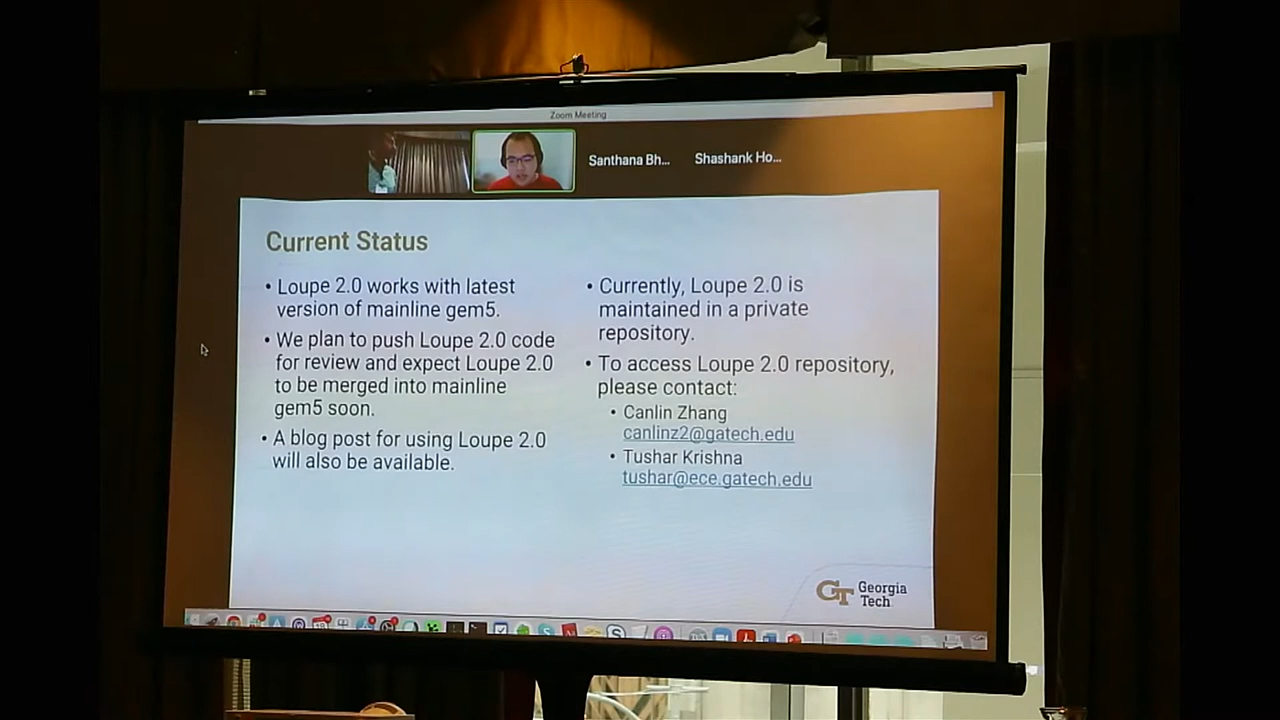 Zoom Meeting
Santhana Bh...
Shashank Ho...
Current Status
• Loupe 2.0 works with latest
version of mainline gem5.
• We plan to push Loupe 2.0 code
for review and expect Loupe 2.0
to be merged into mainline
gem5 soon.
• A blog post for using Loupe 2.0
will also be available.
• Currently, Loupe 2.0 is
maintained in a private
repository.
• To access Loupe 2.0 repository,
please contact:
• Canlin Zhang
canlinz2@gatech.edu
• Tushar Krishna
tushar@ece.gatech.edu
GT Georgia
Tech